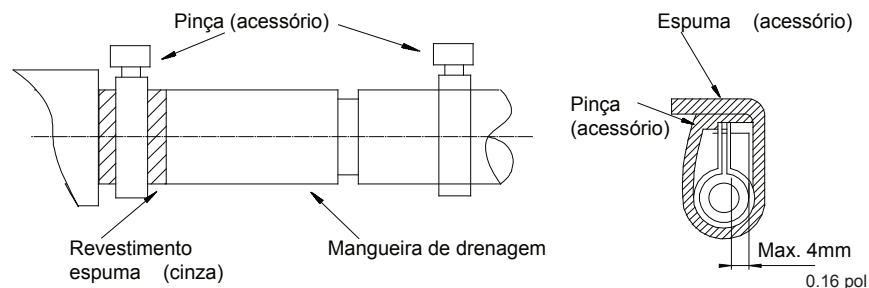 Pinça (acessório)
Espuma (acessório)
Pinça
(acessório)
Revestimento
espuma (cinza)
Mangueira de drenagem
Max. 4mm
0.16 pol